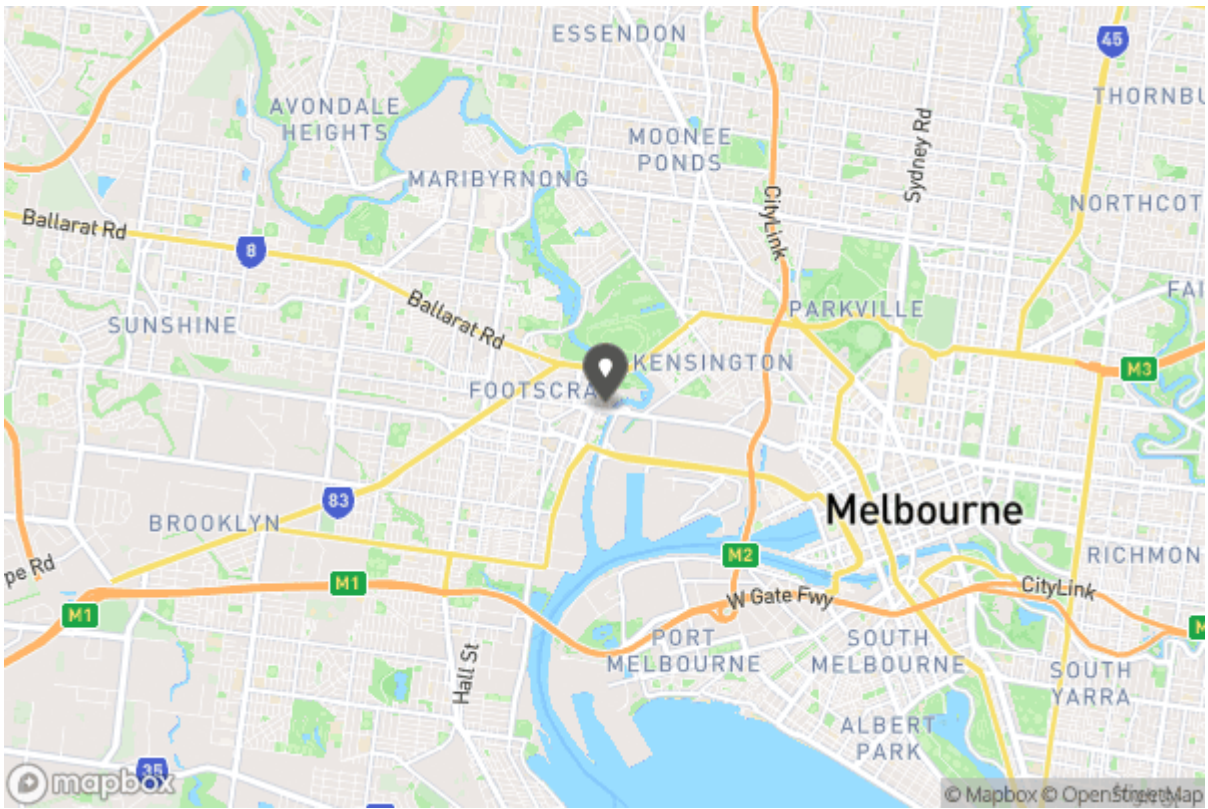 ESSENDON
45
THORNBU
AVONDALE
HEIGHTS
MOONEE
PONDS
Sydney Rd
MARIBYRNONG
CityLink
NORTHCOT
Ballarat Rd
8
FAI
PARKVILLE
Ballarat Rd
SUNSHINE
KENSINGTON
M3
FOOTSCRA
83
Melbourne
BROOKLYN
M2
RICHMON
pe Rd
M1
M1
W Gate Fwy
CityLink
M
Hall St
PORT
MELBOURNE
SOUTH
MELBOURNE
SOUTH
YARRA
ALBERT
PARK
35
mapbox
© Mapbox © OpenStreetMap